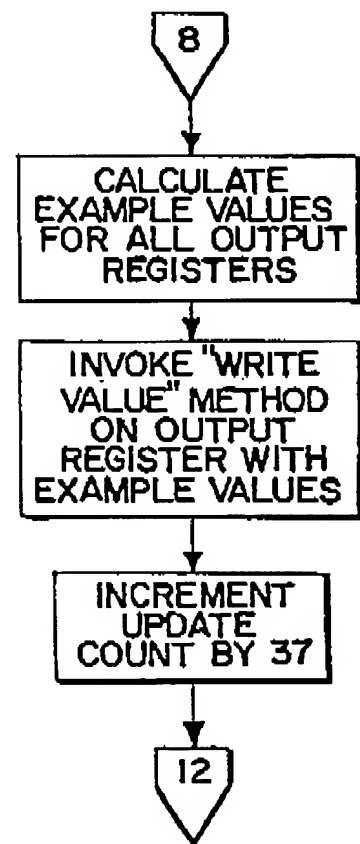 8
CALCULATE
EXAMPLE VALUES
FOR ALL OUTPUT
REGISTERS
INVOKE "WRITE
VALUE" METHOD
ON OUTPUT
REGISTER WITH
EXAMPLE VALUES
INCREMENT
UPDATE
COUNT BY 37
12